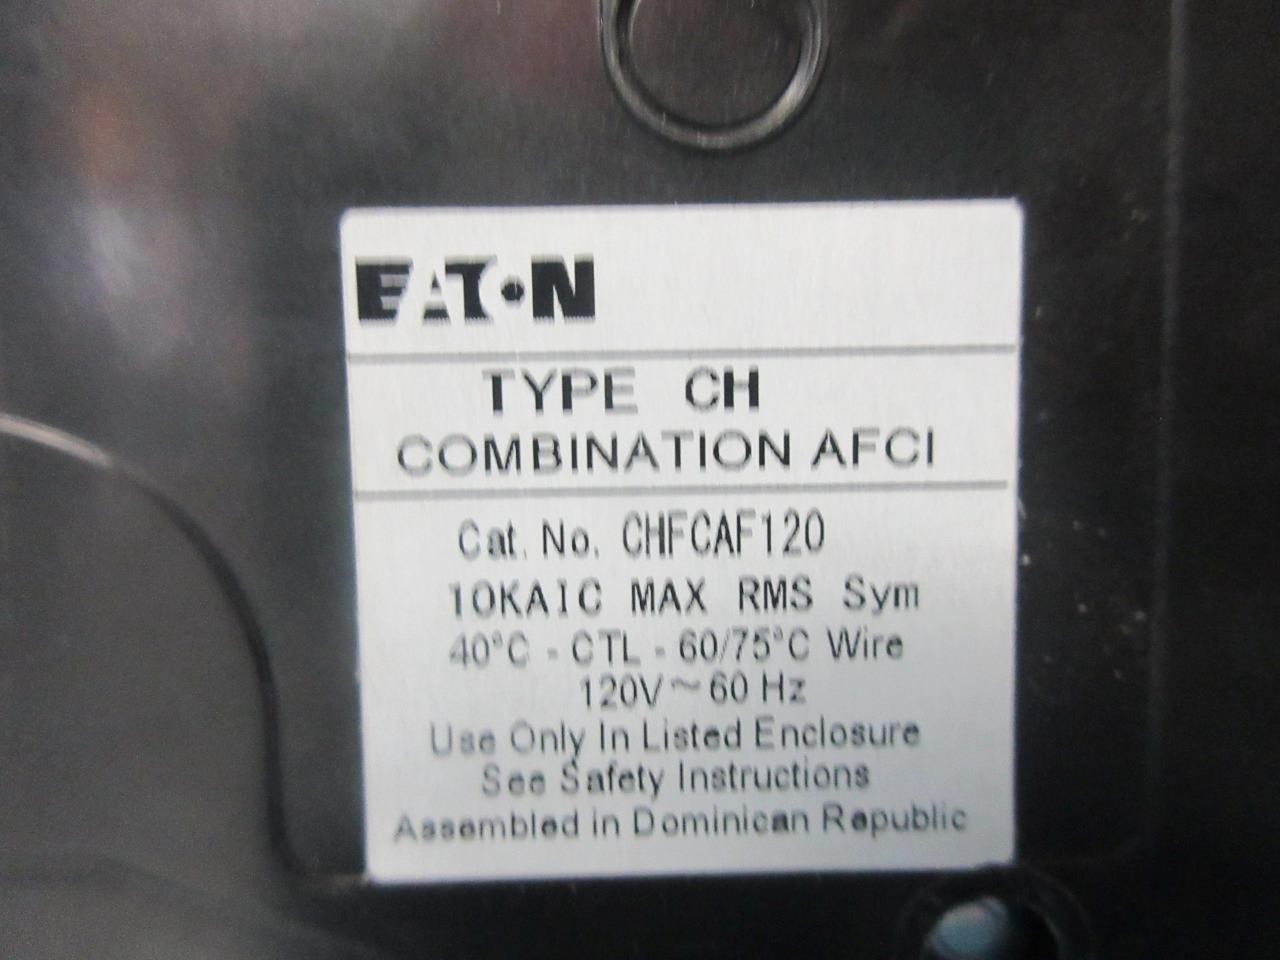 EATON
TYPE CH
COMBINATION AFCI
Cat. No. CHFCAF120
10KAIC MAX RMS Sym
40°C - CTL - 60/75°C Wire
120V~60 Hz
Use Only In Listed Enclosure
See Safety Instructions
Assembled in Dominican Republic